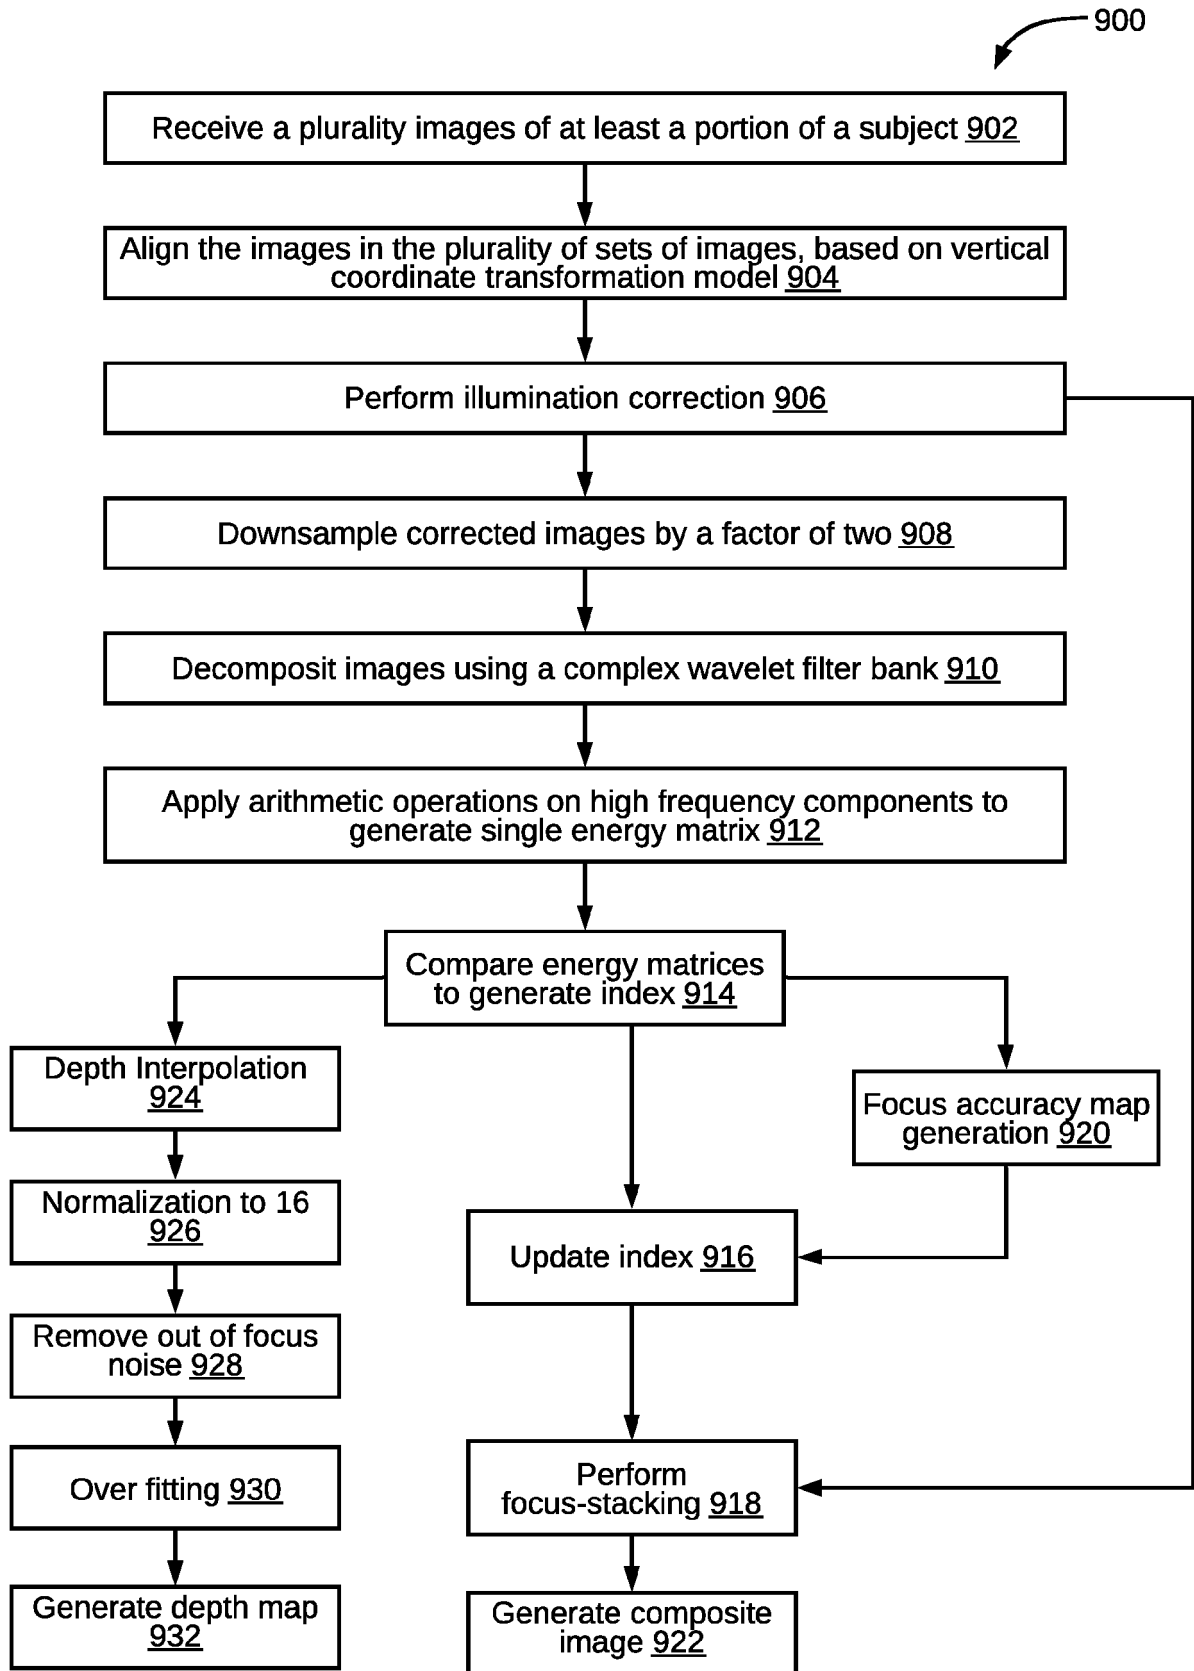 900
Receive a plurality images of at least a portion of a subject 902
Align the images in the plurality of sets of images, based on vertical
coordinate transformation model 904
Perform illumination correction 906
Downsample corrected images by a factor of two 908
Decomposit images using a complex wavelet filter bank 910
Apply arithmetic operations on high frequency components to
generate single energy matrix 912
Compare energy matrices
to generate index 914
Depth Interpolation
924
Focus accuracy map
generation 920
Normalization to 16
926
Update index 916
Remove out of focus
noise 928
Over fitting 930
Perform
focus-stacking 918
Generate depth map
932
Generate composite
image 922